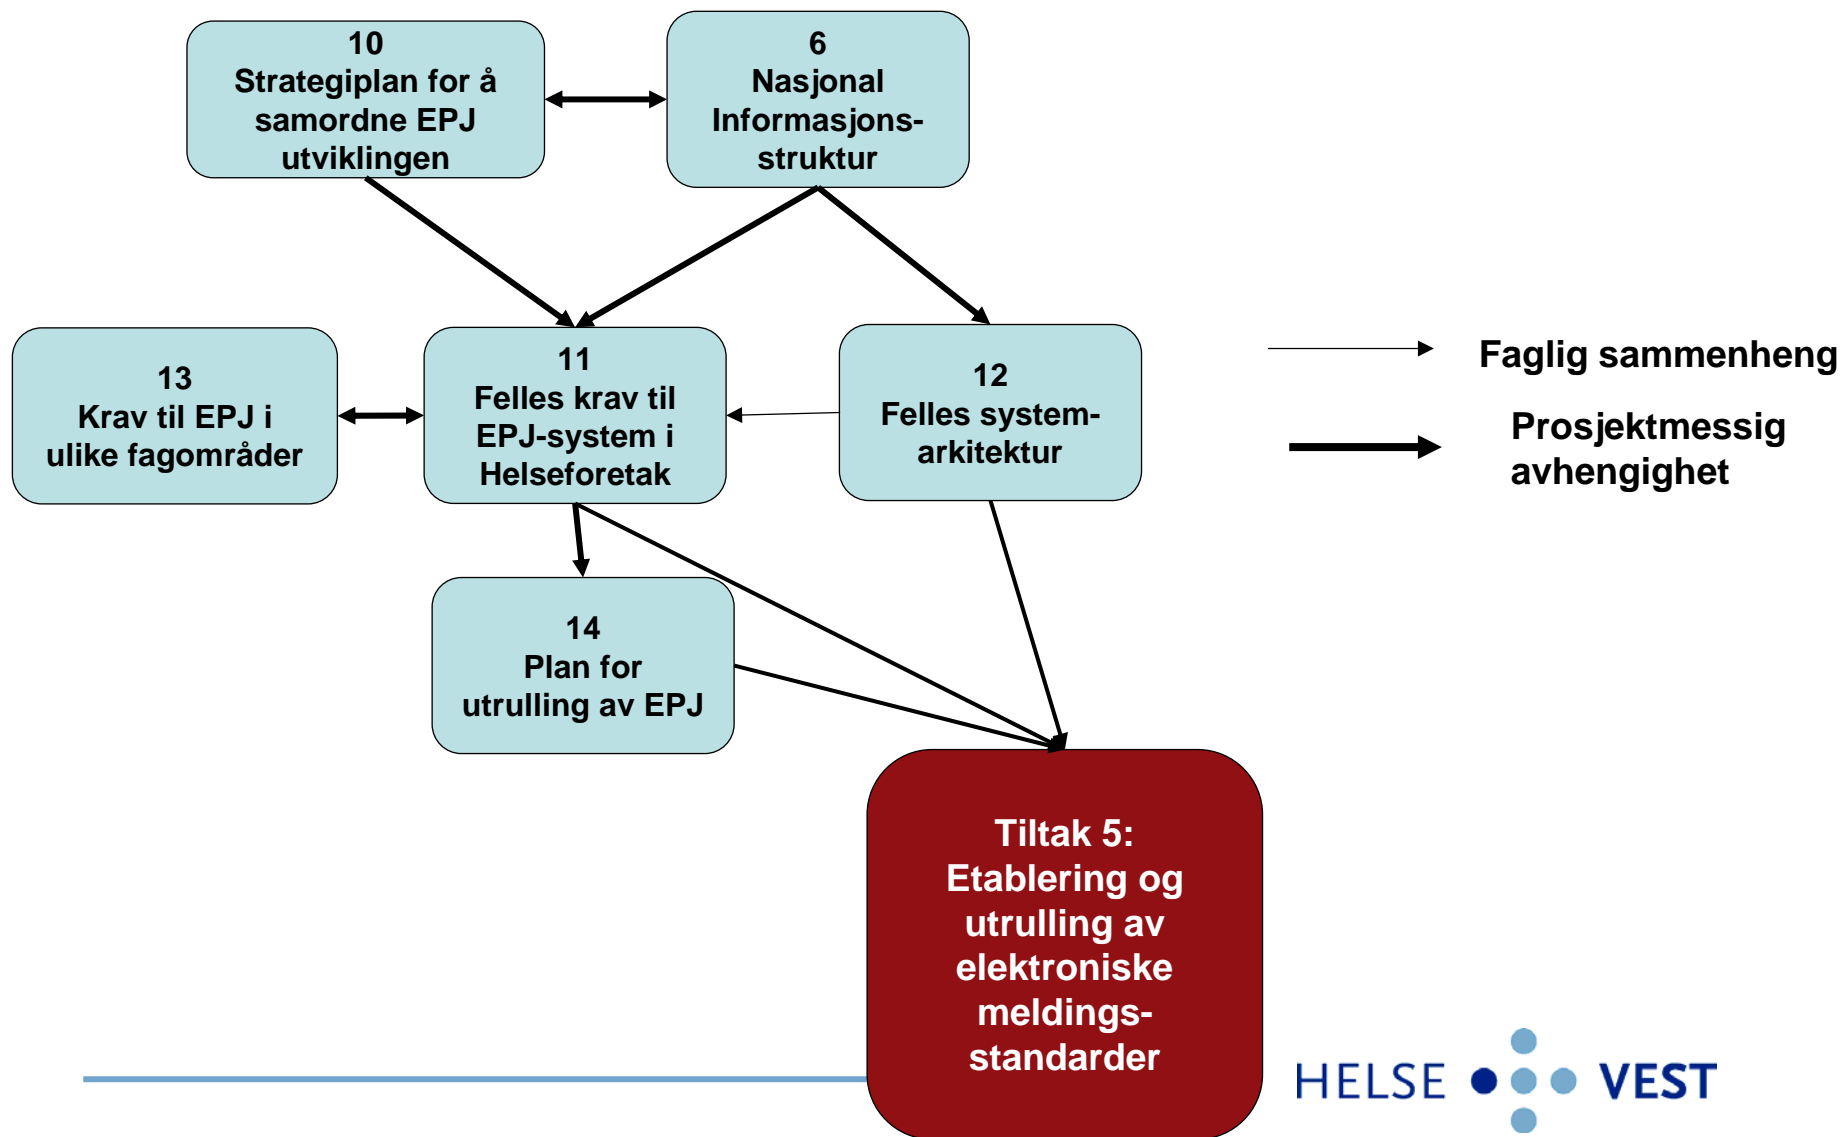 10
Strategiplan for å
samordne EPJ
utviklingen
6
Nasjonal
Informasjons-
struktur
13
Krav til EPJ i
ulike fagområder
11
Felles krav til
EPJ-system i
Helseforetak
12
Felles system-
arkitektur
Faglig sammenheng
Prosjektmessig
avhengighet
14
Plan for
utrulling av EPJ
Tiltak 5:
Etablering og
utrulling av
elektroniske
meldings-
standarder
HELSE VEST